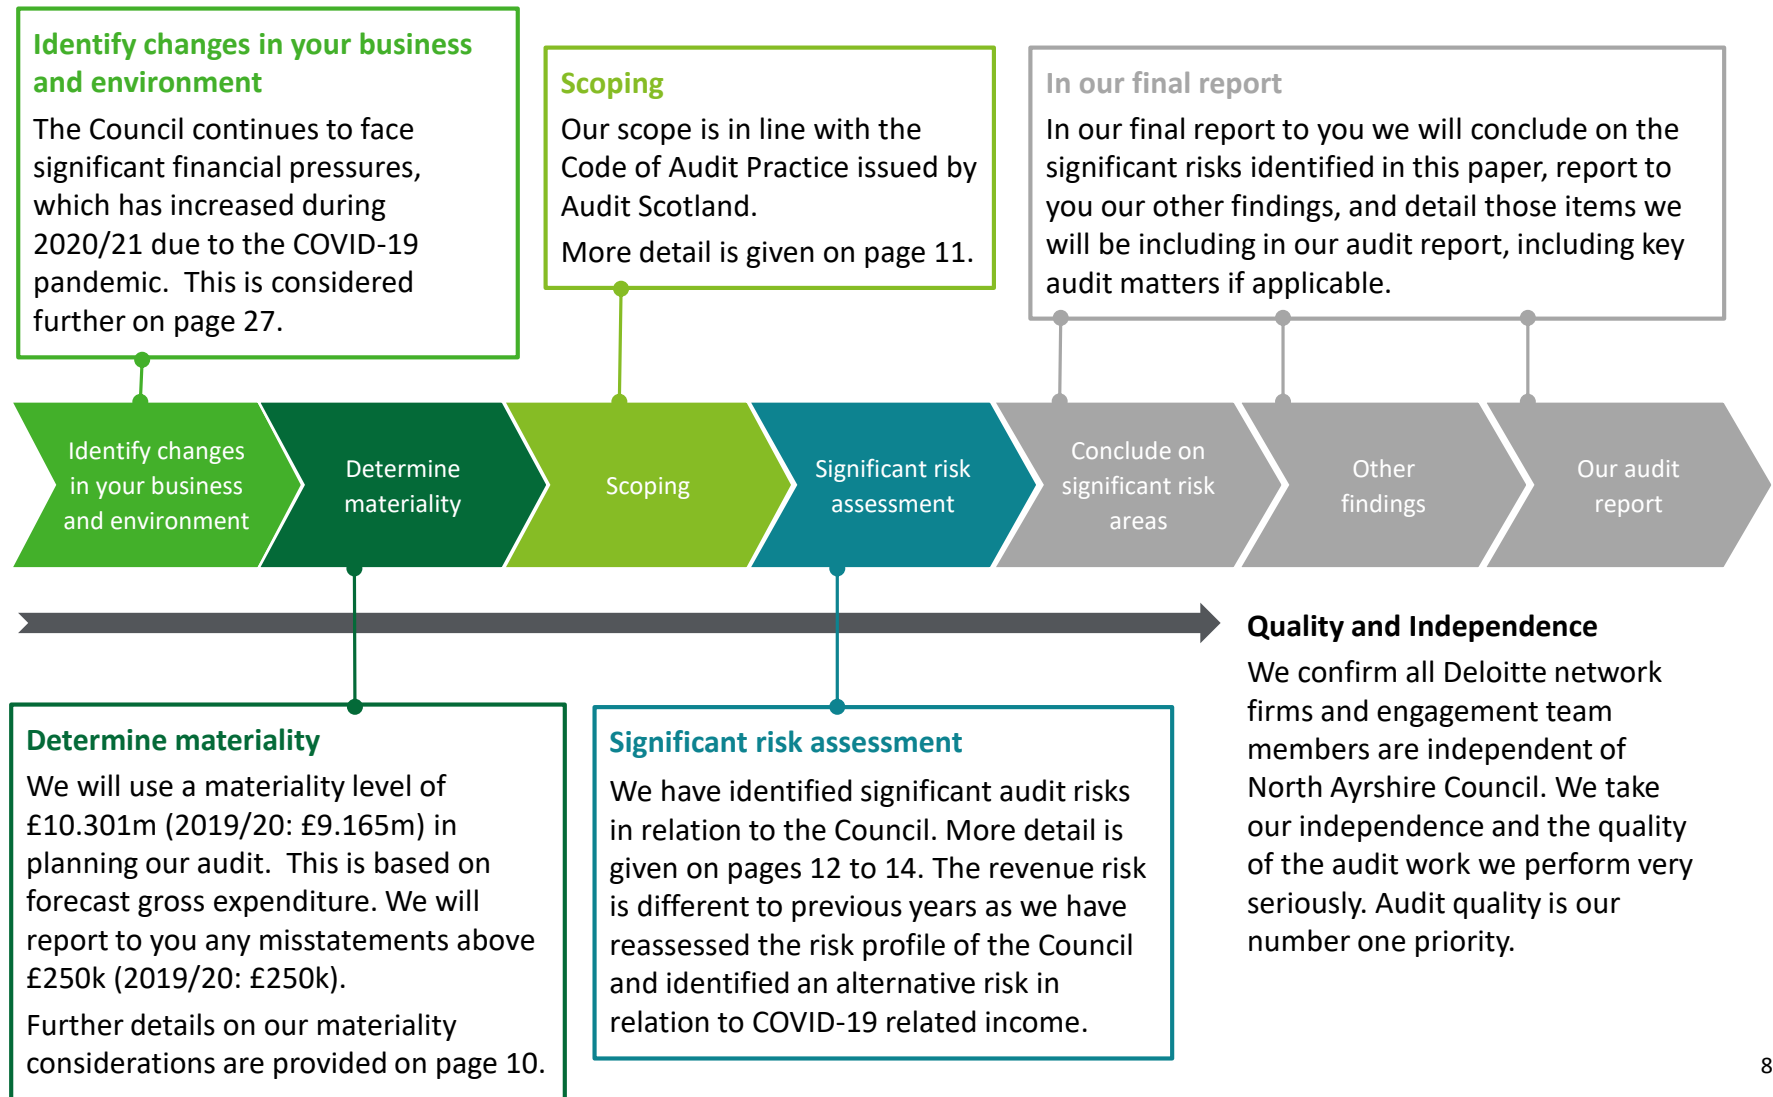 Identify changes in your business
and environment
The Council continues to face
significant financial pressures,
which has increased during
2020/21 due to the COVID-19
pandemic.  This is considered
further on page 27.
Scoping
Our scope is in line with the
Code of Audit Practice issued by
Audit Scotland.
More detail is given on page 11.
In our final report
In our final report to you we will conclude on the
significant risks identified in this paper, report to
you our other findings, and detail those items we
will be including in our audit report, including key
audit matters if applicable.
Identify changes
in your business
and environment
Determine
materiality
Scoping
Significant risk
assessment
Conclude on
significant risk
areas
Other
findings
Our audit
report
Determine materiality
We will use a materiality level of
£10.301m (2019/20: £9.165m) in
planning our audit.  This is based on
forecast gross expenditure. We will
report to you any misstatements above
£250k (2019/20: £250k).
Further details on our materiality
considerations are provided on page 10.
Significant risk assessment
We have identified significant audit risks
in relation to the Council. More detail is
given on pages 12 to 14. The revenue risk
is different to previous years as we have
reassessed the risk profile of the Council
and identified an alternative risk in
relation to COVID-19 related income.
Quality and Independence
We confirm all Deloitte network
firms and engagement team
members are independent of
North Ayrshire Council. We take
our independence and the quality
of the audit work we perform very
seriously. Audit quality is our
number one priority.
8